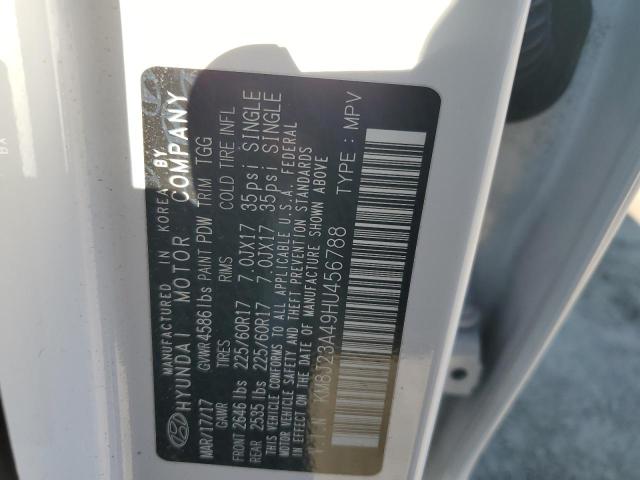 MANUFACTURED IN KOREA BY
HYUNDAI MOTOR COMPANY
MAR/17/17 GVWR 4586 lbs PAINT PDW TRIM TGG
GAWR TIRES RIMS COLD TIRE INFL
FRONT 2646 lbs 225/60R17 7.0JX17 35psi SINGLE
REAR 2535 lbs 225/60R17 7.0JX17 35psi SINGLE
THIS VEHICLE CONFORMS TO ALL APPLICABLE U.S.A. FEDERAL
MOTOR VEHICLE SAFETY AND THEFT PREVENTION STANDARDS
IN EFFECT ON THE DATE OF MANUFACTURE SHOWN ABOVE
V.I.N : KM8J23A49HU456788 TYPE : MPV